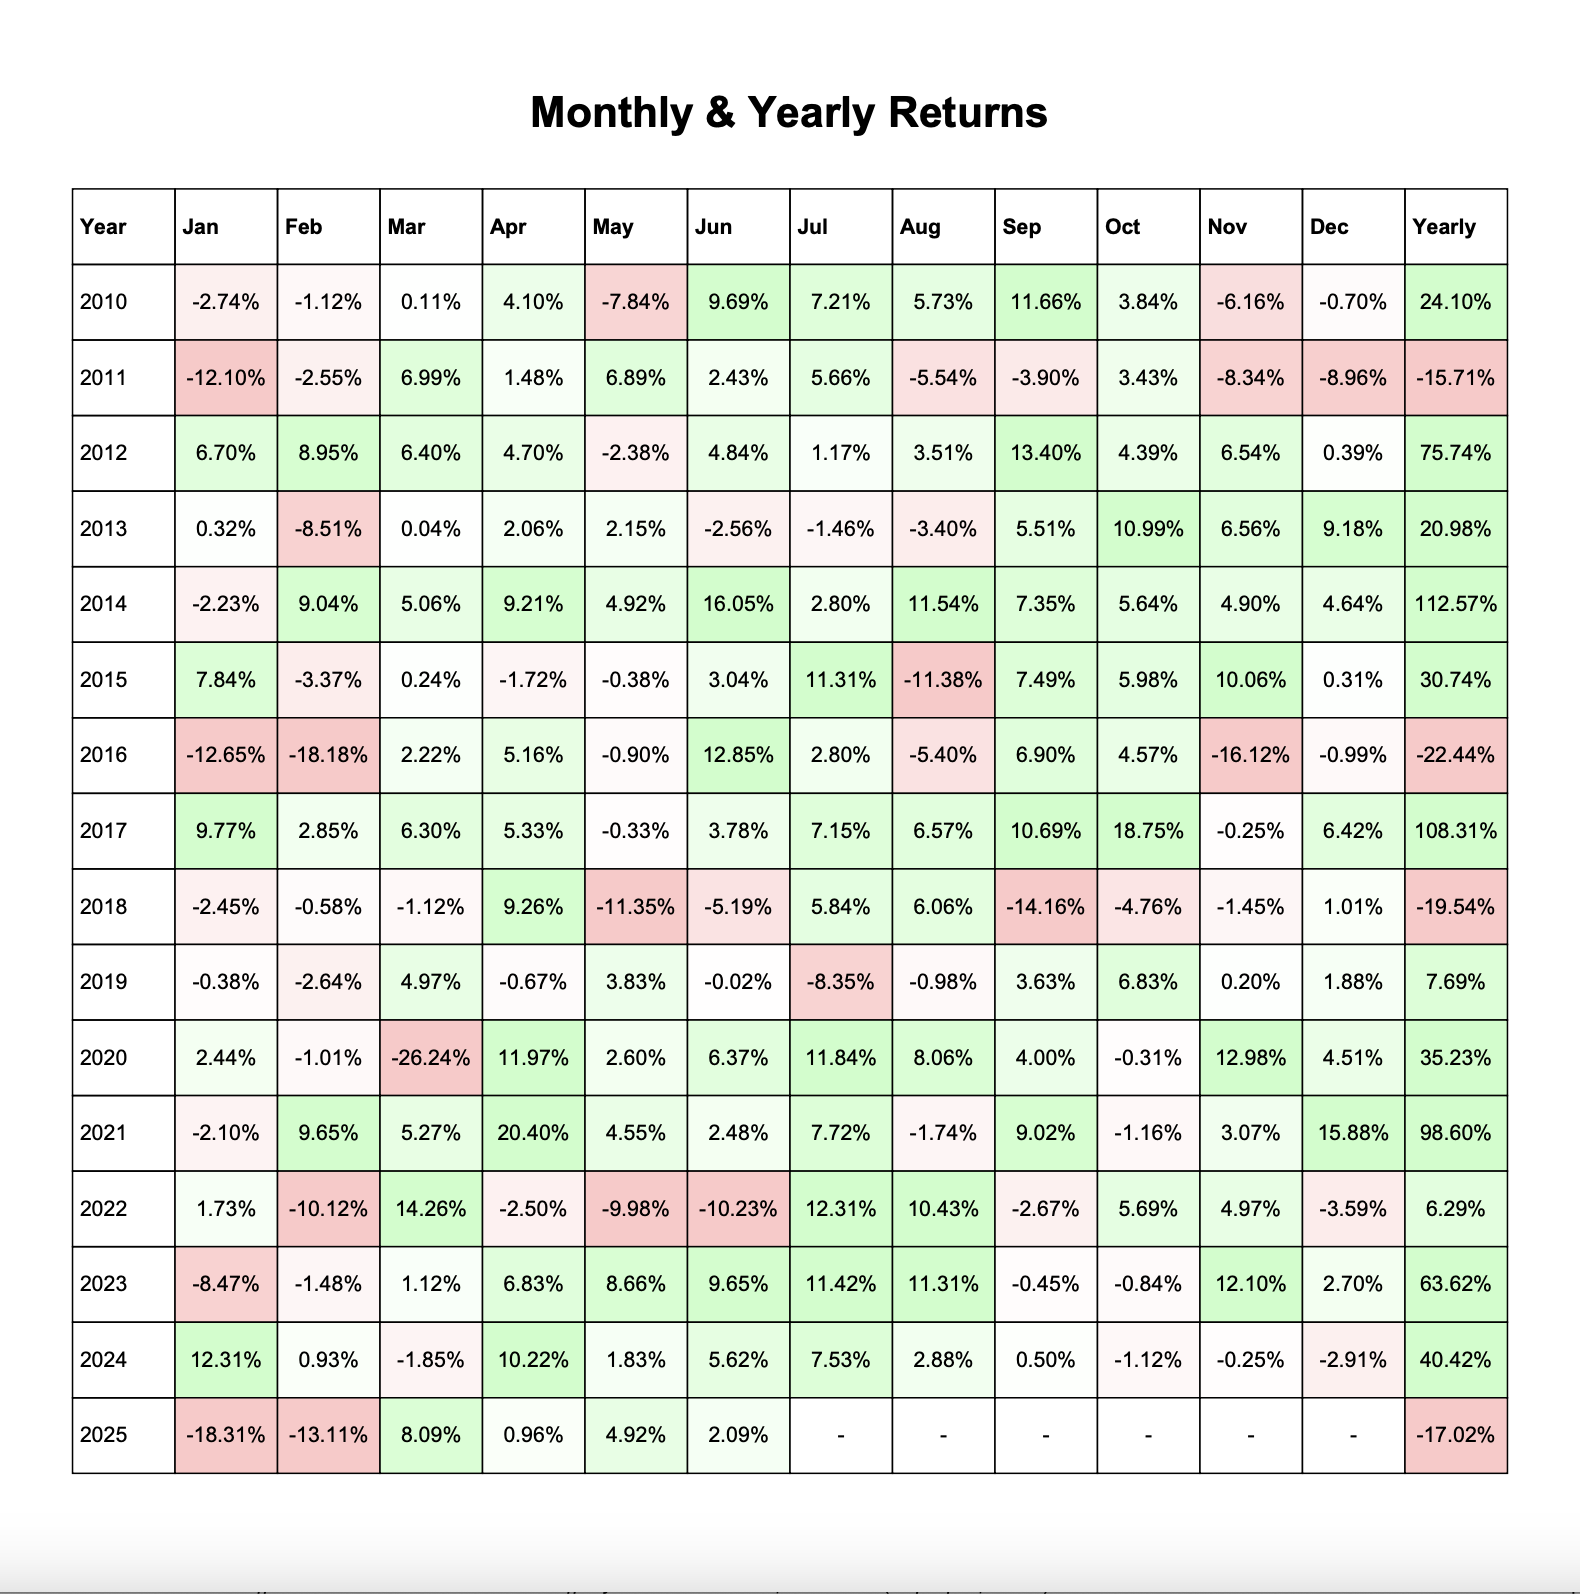 Monthly & Yearly Returns
Year Jan Feb Mar Apr May Jun Jul Aug Sep Oct Nov Dec Yearly
2010 -2.74% -1.12% 0.11% 4.10% -7.84% 9.69% 7.21% 5.73% 11.66% 3.84% -6.16% -0.70% 24.10%
2011 -12.10% -2.55% 6.99% 1.48% 6.89% 2.43% 5.66% -5.54% -3.90% 3.43% -8.34% -8.96% -15.71%
2012 6.70% 8.95% 6.40% 4.70% -2.38% 4.84% 1.17% 3.51% 13.40% 4.39% 6.54% 0.39% 75.74%
2013 0.32% -8.51% 0.04% 2.06% 2.15% -2.56% -1.46% -3.40% 5.51% 10.99% 6.56% 9.18% 20.98%
2014 -2.23% 9.04% 5.06% 9.21% 4.92% 16.05% 2.80% 11.54% 7.35% 5.64% 4.90% 4.64% 112.57%
2015 7.84% -3.37% 0.24% -1.72% -0.38% 3.04% 11.31% -11.38% 7.49% 5.98% 10.06% 0.31% 30.74%
2016 -12.65% -18.18% 2.22% 5.16% -0.90% 12.85% 2.80% -5.40% 6.90% 4.57% -16.12% -0.99% -22.44%
2017 9.77% 2.85% 6.30% 5.33% -0.33% 3.78% 7.15% 6.57% 10.69% 18.75% -0.25% 6.42% 108.31%
2018 -2.45% -0.58% -1.12% 9.26% -11.35% -5.19% 5.84% 6.06% -14.16% -4.76% -1.45% 1.01% -19.54%
2019 -0.38% -2.64% 4.97% -0.67% 3.83% -0.02% -8.35% -0.98% 3.63% 6.83% 0.20% 1.88% 7.69%
2020 2.44% -1.01% -26.24% 11.97% 2.60% 6.37% 11.84% 8.06% 4.00% -0.31% 12.98% 4.51% 35.23%
2021 -2.10% 9.65% 5.27% 20.40% 4.55% 2.48% 7.72% -1.74% 9.02% -1.16% 3.07% 15.88% 98.60%
2022 1.73% -10.12% 14.26% -2.50% -9.98% -10.23% 12.31% 10.43% -2.67% 5.69% 4.97% -3.59% 6.29%
2023 -8.47% -1.48% 1.12% 6.83% 8.66% 9.65% 11.42% 11.31% -0.45% -0.84% 12.10% 2.70% 63.62%
2024 12.31% 0.93% -1.85% 10.22% 1.83% 5.62% 7.53% 2.88% 0.50% -1.12% -0.25% -2.91% 40.42%
2025 -18.31% -13.11% 8.09% 0.96% 4.92% 2.09% - - - - - - -17.02%